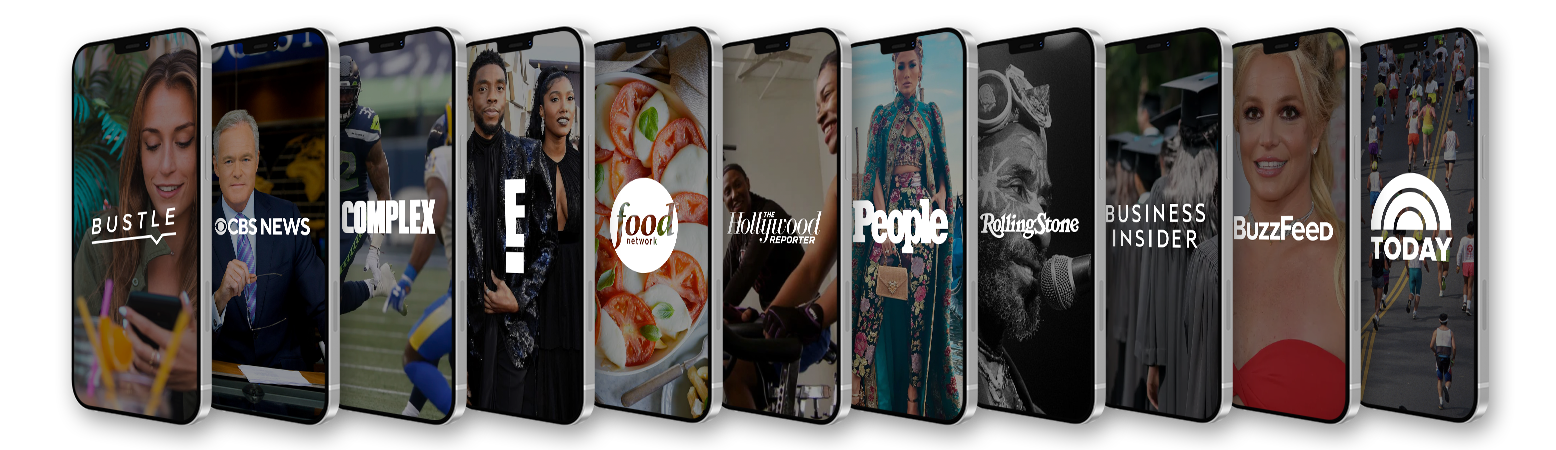 BUSTLE
CBS NEWS
COMPLEX
E!
food
network
THE
Hollywood
REPORTER
People
RollingStone
BUSINESS
INSIDER
BuzzFeeD
TODAY